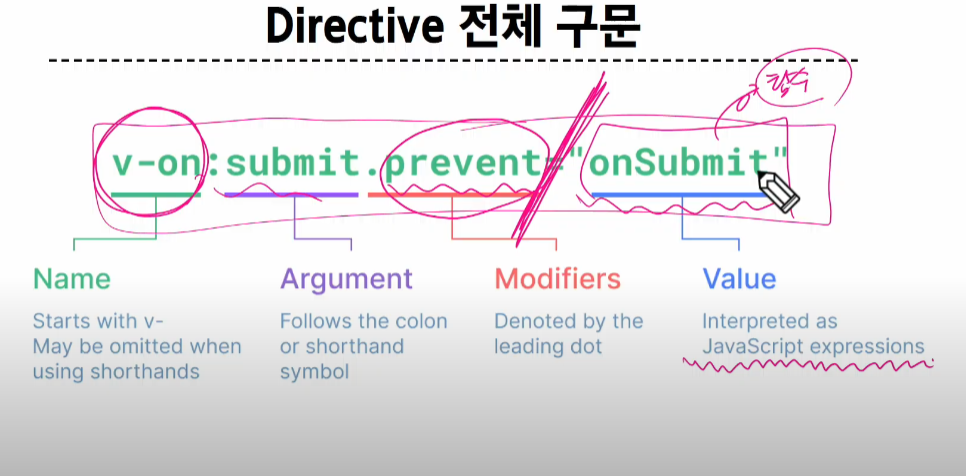 Directive 전체 구문
함수
v-on:submit.prevent="onSubmit"
Name
Starts with v-
May be omitted when
using shorthands
Argument
Follows the colon
or shorthand
symbol
Modifiers
Denoted by the
leading dot
Value
Interpreted as
JavaScript expressions